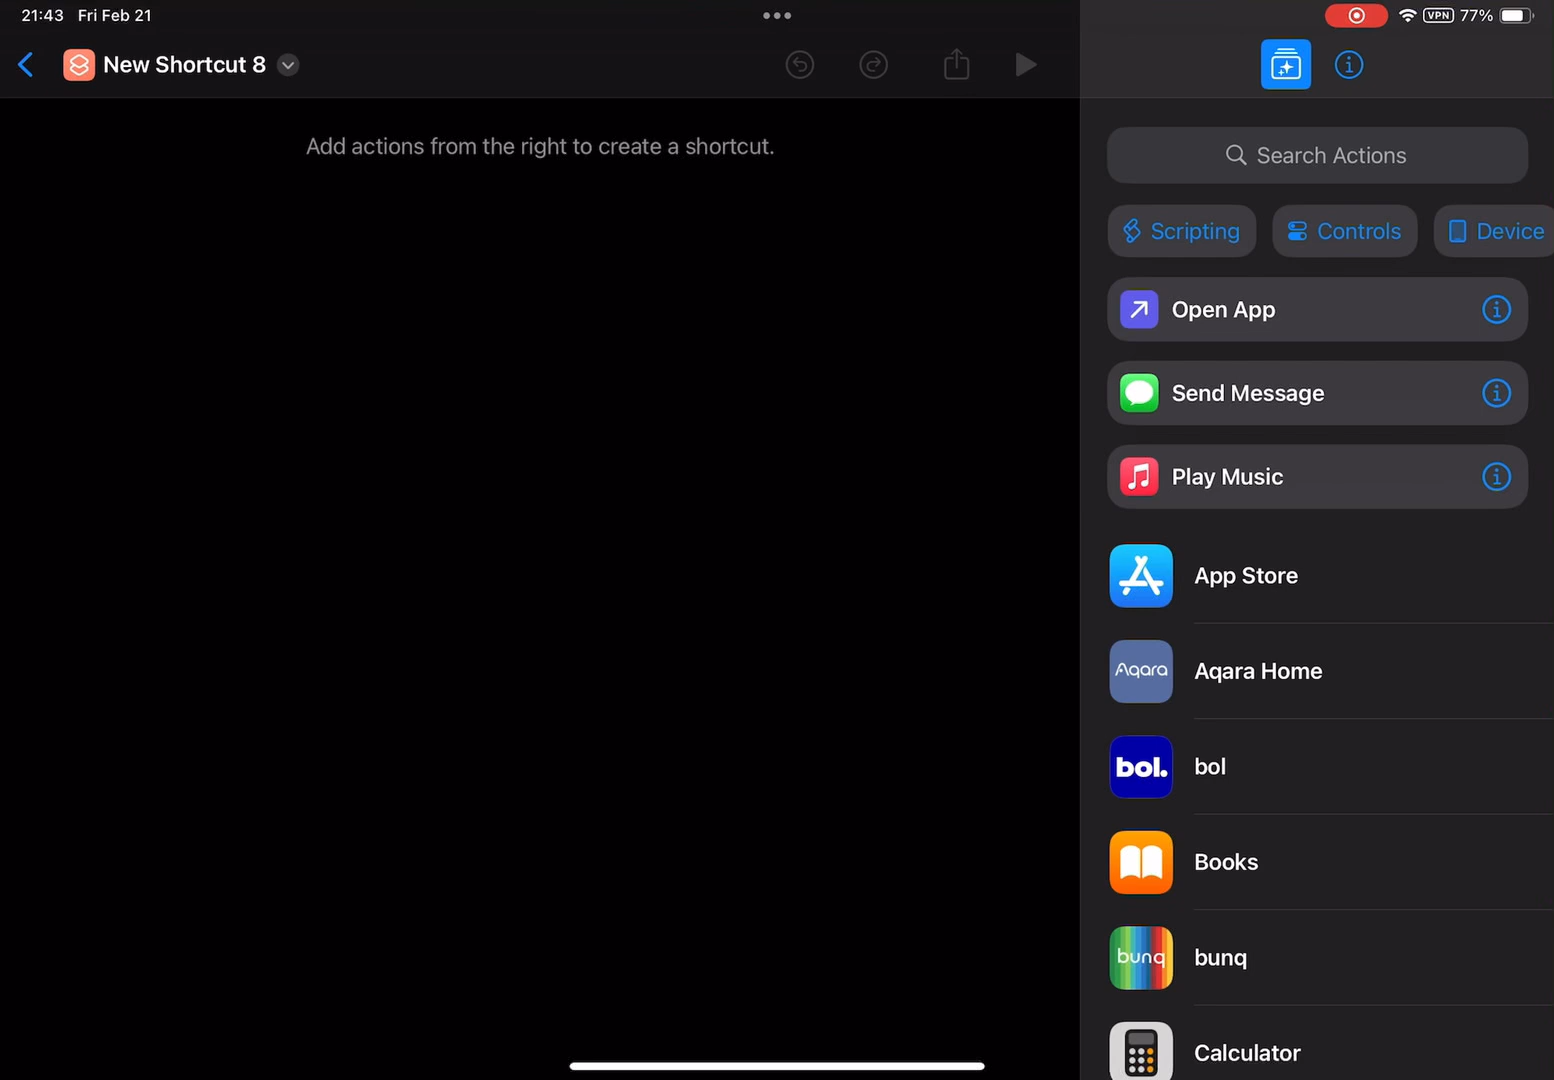 21:43 Fri Feb 21
VPN 77%
New Shortcut 8
Add actions from the right to create a shortcut.
Search Actions
Scripting Controls Device
Open App
Send Message
Play Music
App Store
Aqara Aqara Home
bol. bol
Books
bunq bunq
Calculator